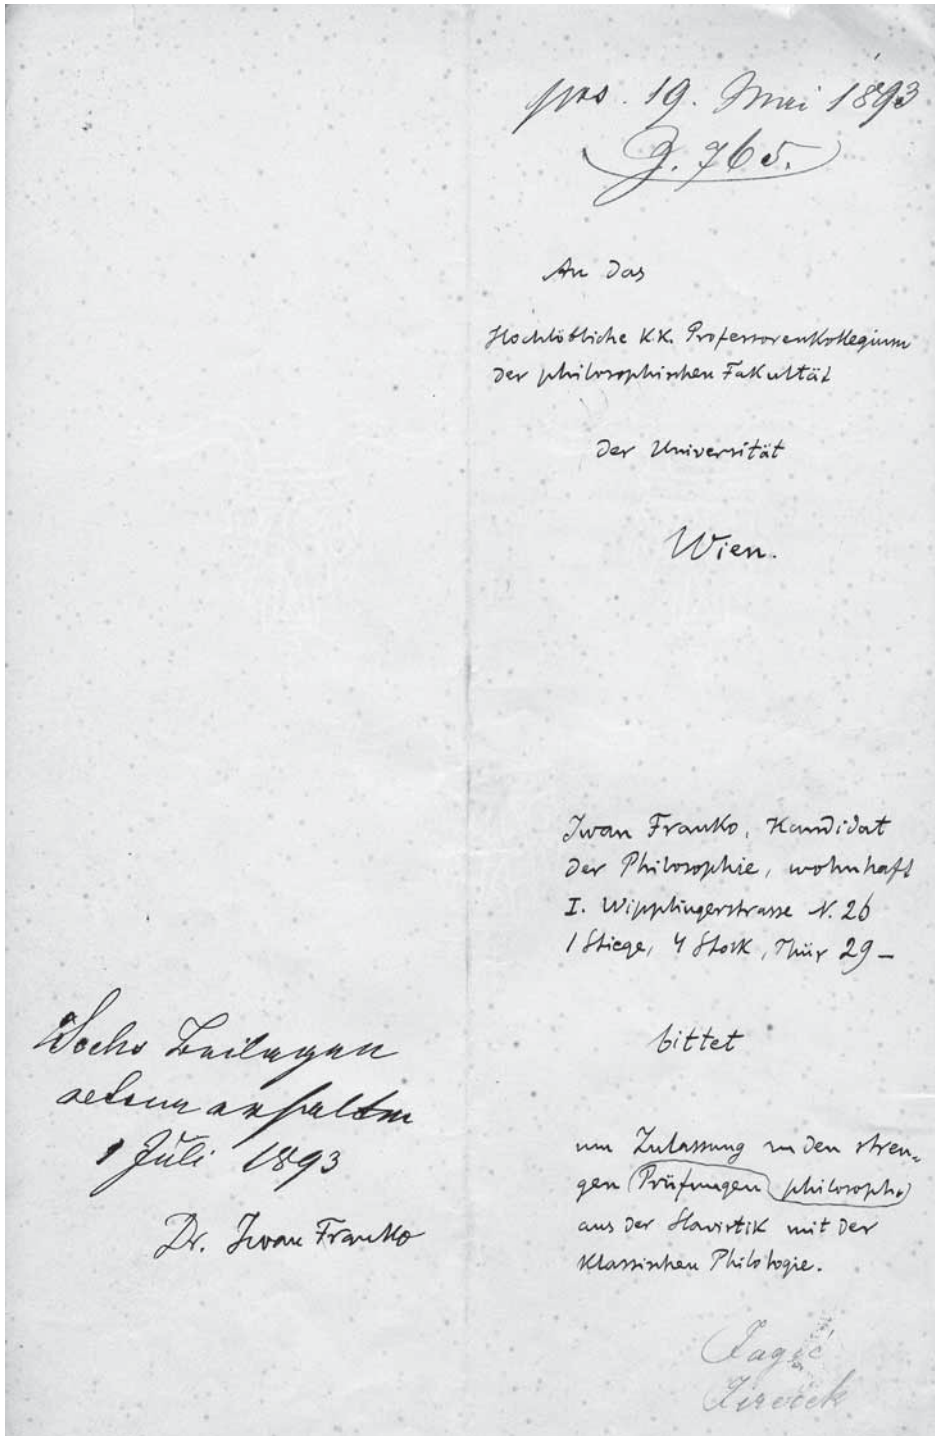 prs. 19. Mai 1893
Z. 765.
An das
Hochlöbliche K.K. Professorenkollegium
der philosophischen Fakultät
der Universität
Wien.
Iwan Franko, Kandidat
der Philosophie, wohnhaft
I. Wipplingerstrasse N. 26
1 Stiege, 4 Stock, Thür 29 –
bittet
um Zulassung zu den stren-
gen Prüfungen philosoph.
aus der Slavistik mit der
klassischen Philologie.
Jagić
Jireček
Sechs Beilagen
retour erhalten
1 Juli 1893
Dr. Iwan Franko